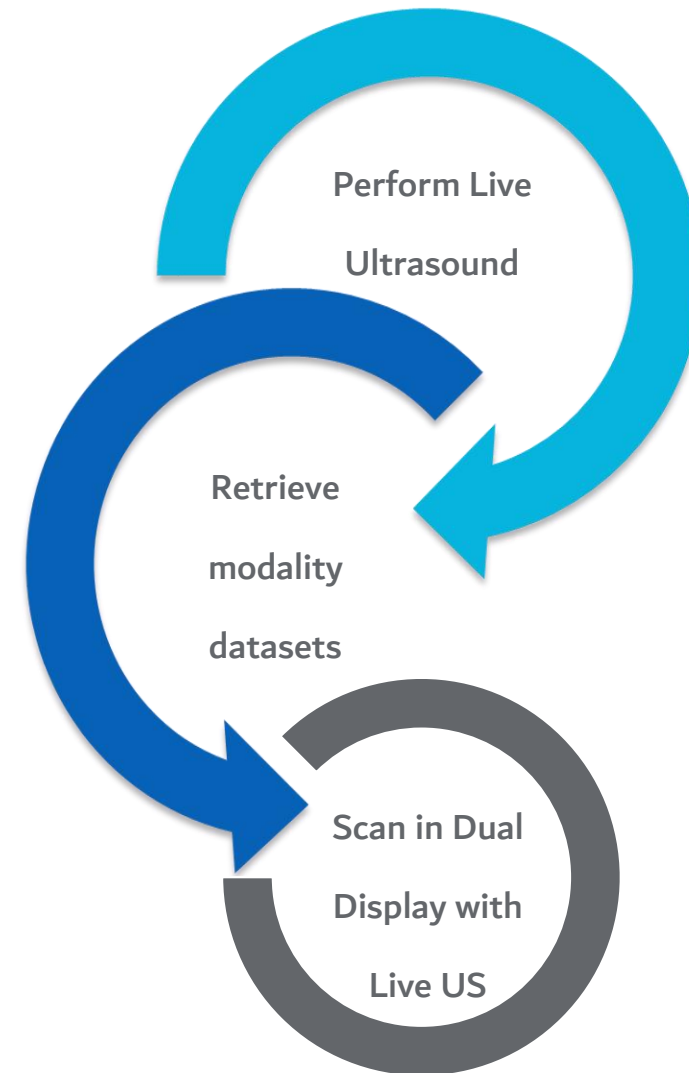 Perform Live
Ultrasound
Retrieve
modality
datasets
Scan in Dual
Display with
Live US